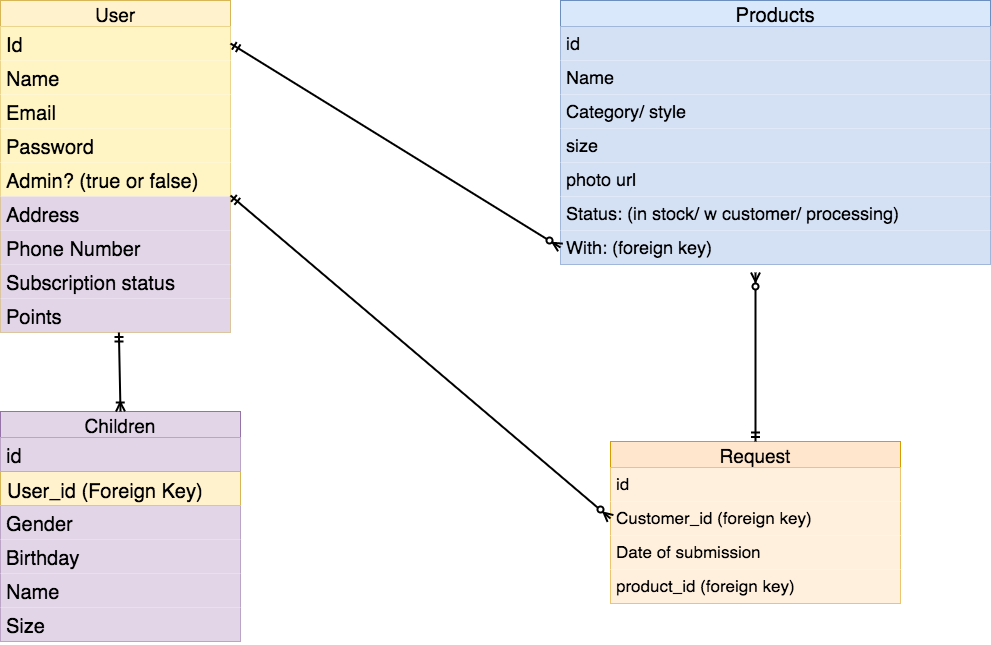 User
Id
Name
Email
Password
Admin? (true or false)
Address
Phone Number
Subscription status
Points
Products
id
Name
Category/ style
size
photo url
Status: (in stock/ w customer/ processing)
With: (foreign key)
Children
id
User_id (Foreign Key)
Gender
Birthday
Name
Size
Request
id
Customer_id (foreign key)
Date of submission
product_id (foreign key)